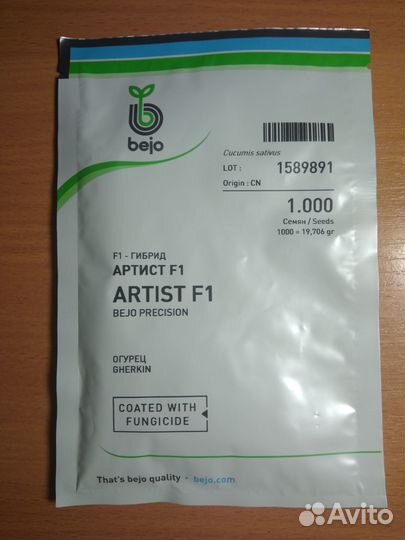 bejo
Cucumis sativus
LOT : 1589891
Origin : CN
1.000
Семян / Seeds
1000 = 19,706 gr
F1 - ГИБРИД
АРТИСТ F1
ARTIST F1
BEJO PRECISION
ОГУРЕЦ
GHERKIN
COATED WITH
FUNGICIDE
That's bejo quality • bejo.com
Avito